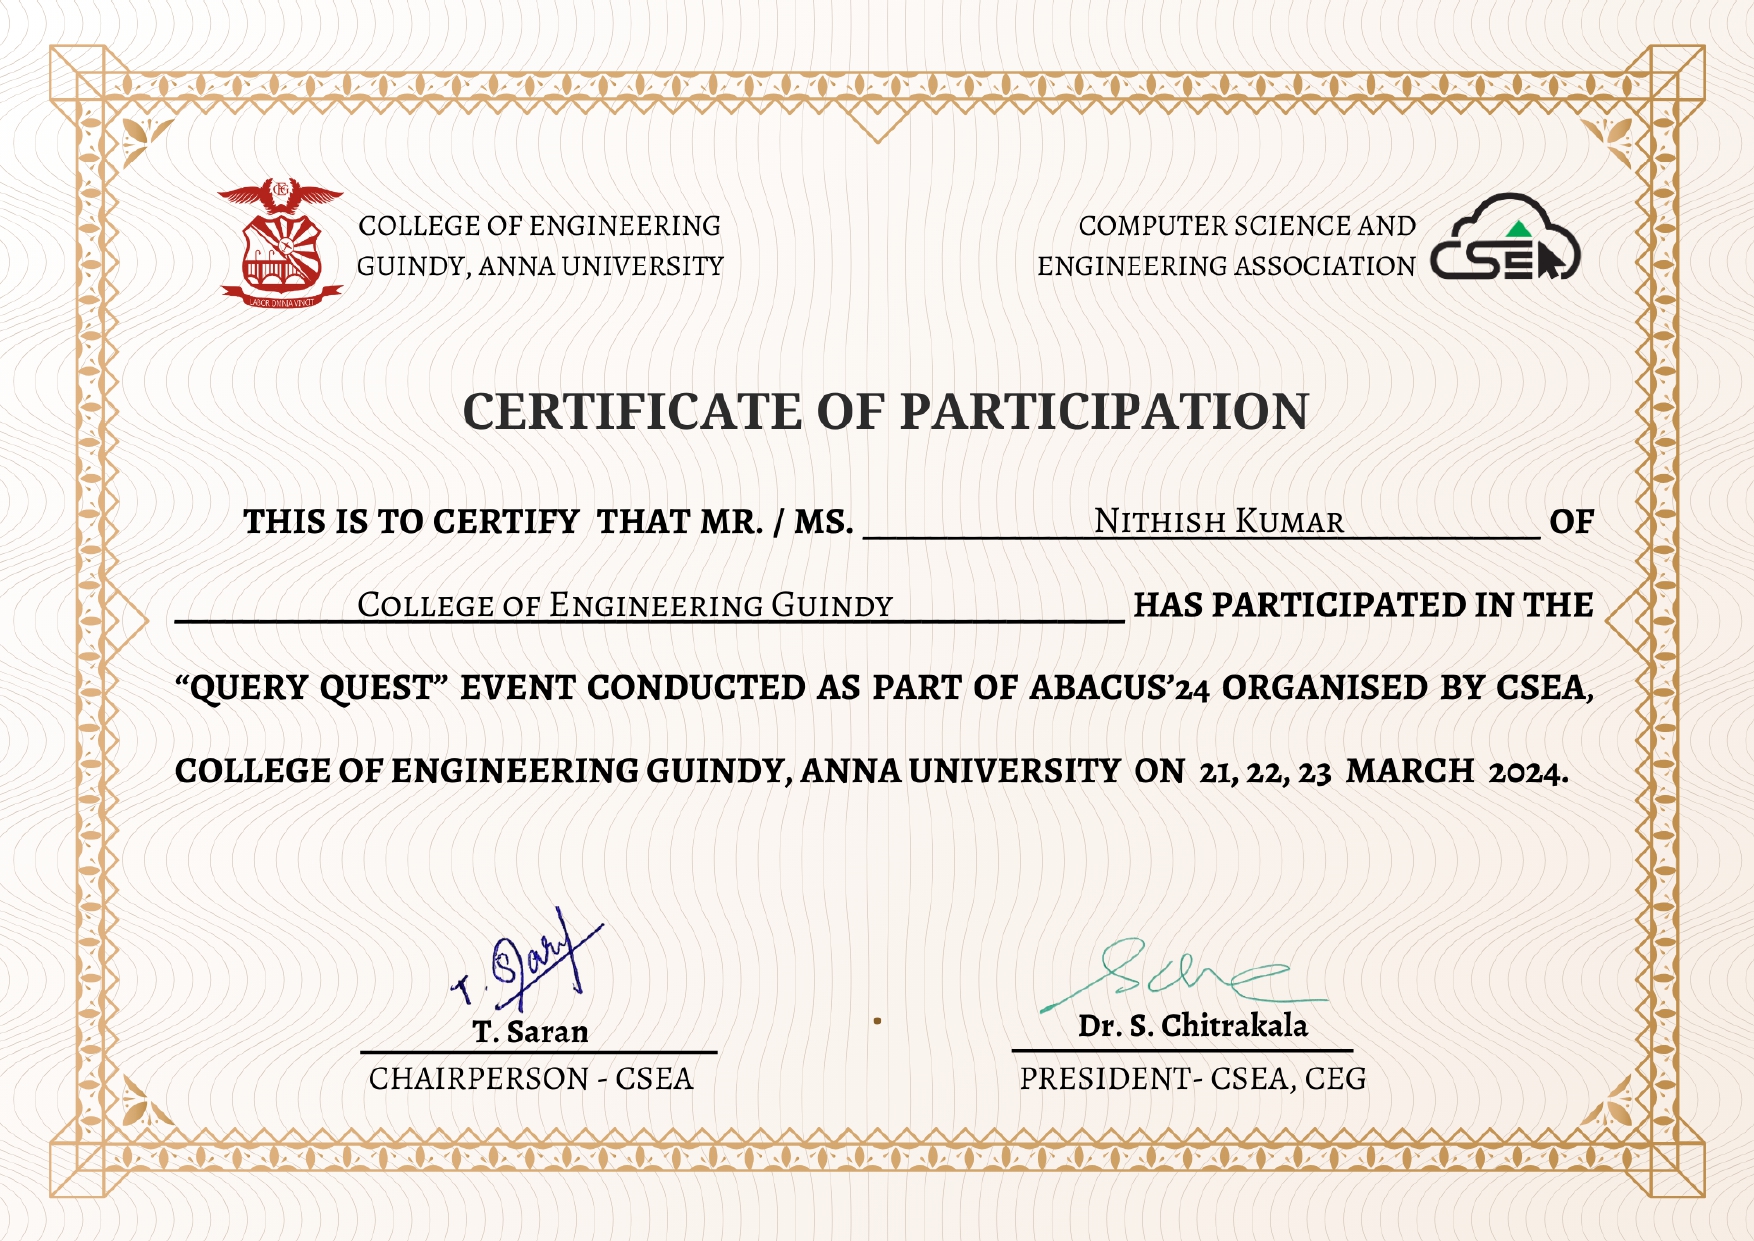 COLLEGE OF ENGINEERING
GUINDY, ANNA UNIVERSITY
COMPUTER SCIENCE AND
ENGINEERING ASSOCIATION
CSEA
CEG
LABOR OMNIA VINCIT
CERTIFICATE OF PARTICIPATION
THIS IS TO CERTIFY THAT MR. / MS. Nithish Kumar OF
College of Engineering Guindy HAS PARTICIPATED IN THE
“QUERY QUEST” EVENT CONDUCTED AS PART OF ABACUS’24 ORGANISED BY CSEA,
COLLEGE OF ENGINEERING GUINDY, ANNA UNIVERSITY ON 21, 22, 23 MARCH 2024.
T. Saran
T. Saran
CHAIRPERSON - CSEA
Dr. S. Chitrakala
PRESIDENT- CSEA, CEG